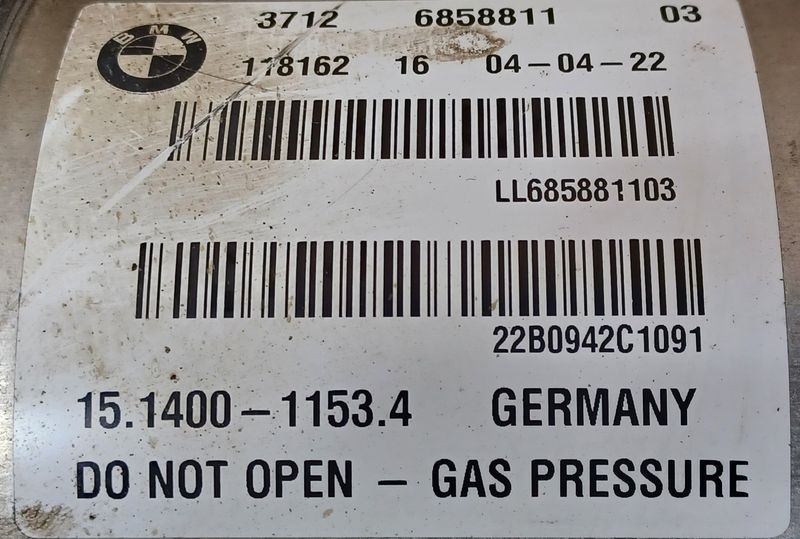 BMW
3712 6858811 03
118162 16 04-04-22
LL685881103
22B0942C1091
15.1400-1153.4 GERMANY
DO NOT OPEN - GAS PRESSURE